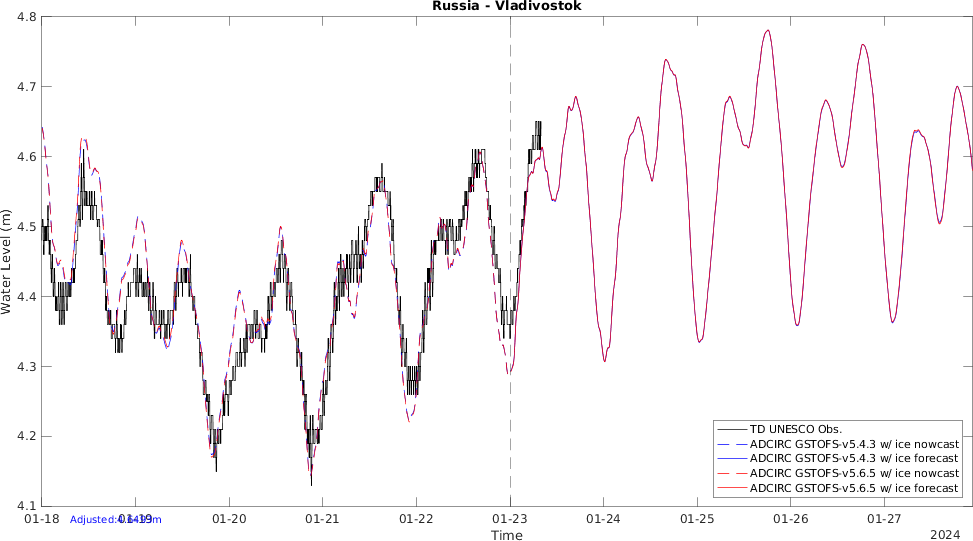 Russia - Vladivostok
4.8
4.7
4.6
4.5
4.4
4.3
4.2
4.1
Water Level (m)
TD UNESCO Obs.
ADCIRC GSTOFS-v5.4.3 w/ ice nowcast
ADCIRC GSTOFS-v5.4.3 w/ ice forecast
ADCIRC GSTOFS-v5.6.5 w/ ice nowcast
ADCIRC GSTOFS-v5.6.5 w/ ice forecast
01-18 01-19 01-20 01-21 01-22 01-23 01-24 01-25 01-26 01-27
Time
2024